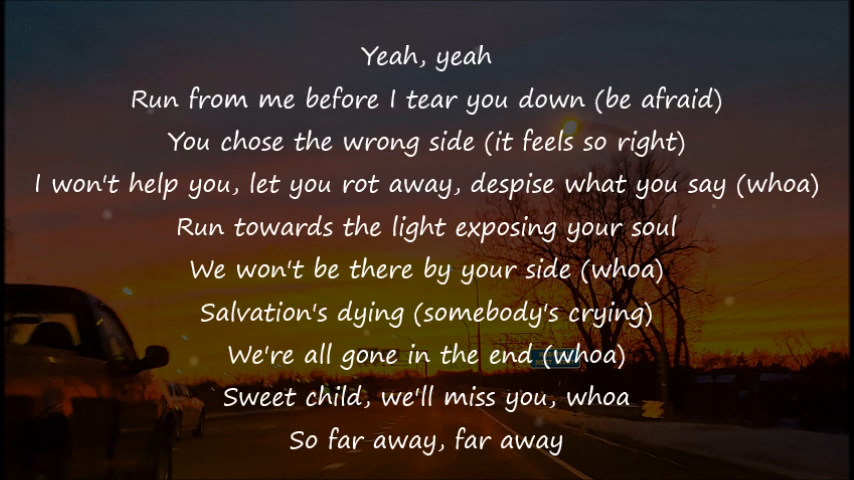 Yeah, yeah
Run from me before I tear you down (be afraid)
You chose the wrong side (it feels so right)
I won't help you, let you rot away, despise what you say (whoa)
Run towards the light exposing your soul
We won't be there by your side (whoa)
Salvation's dying (somebody's crying)
We're all gone in the end (whoa)
Sweet child, we'll miss you, whoa
So far away, far away